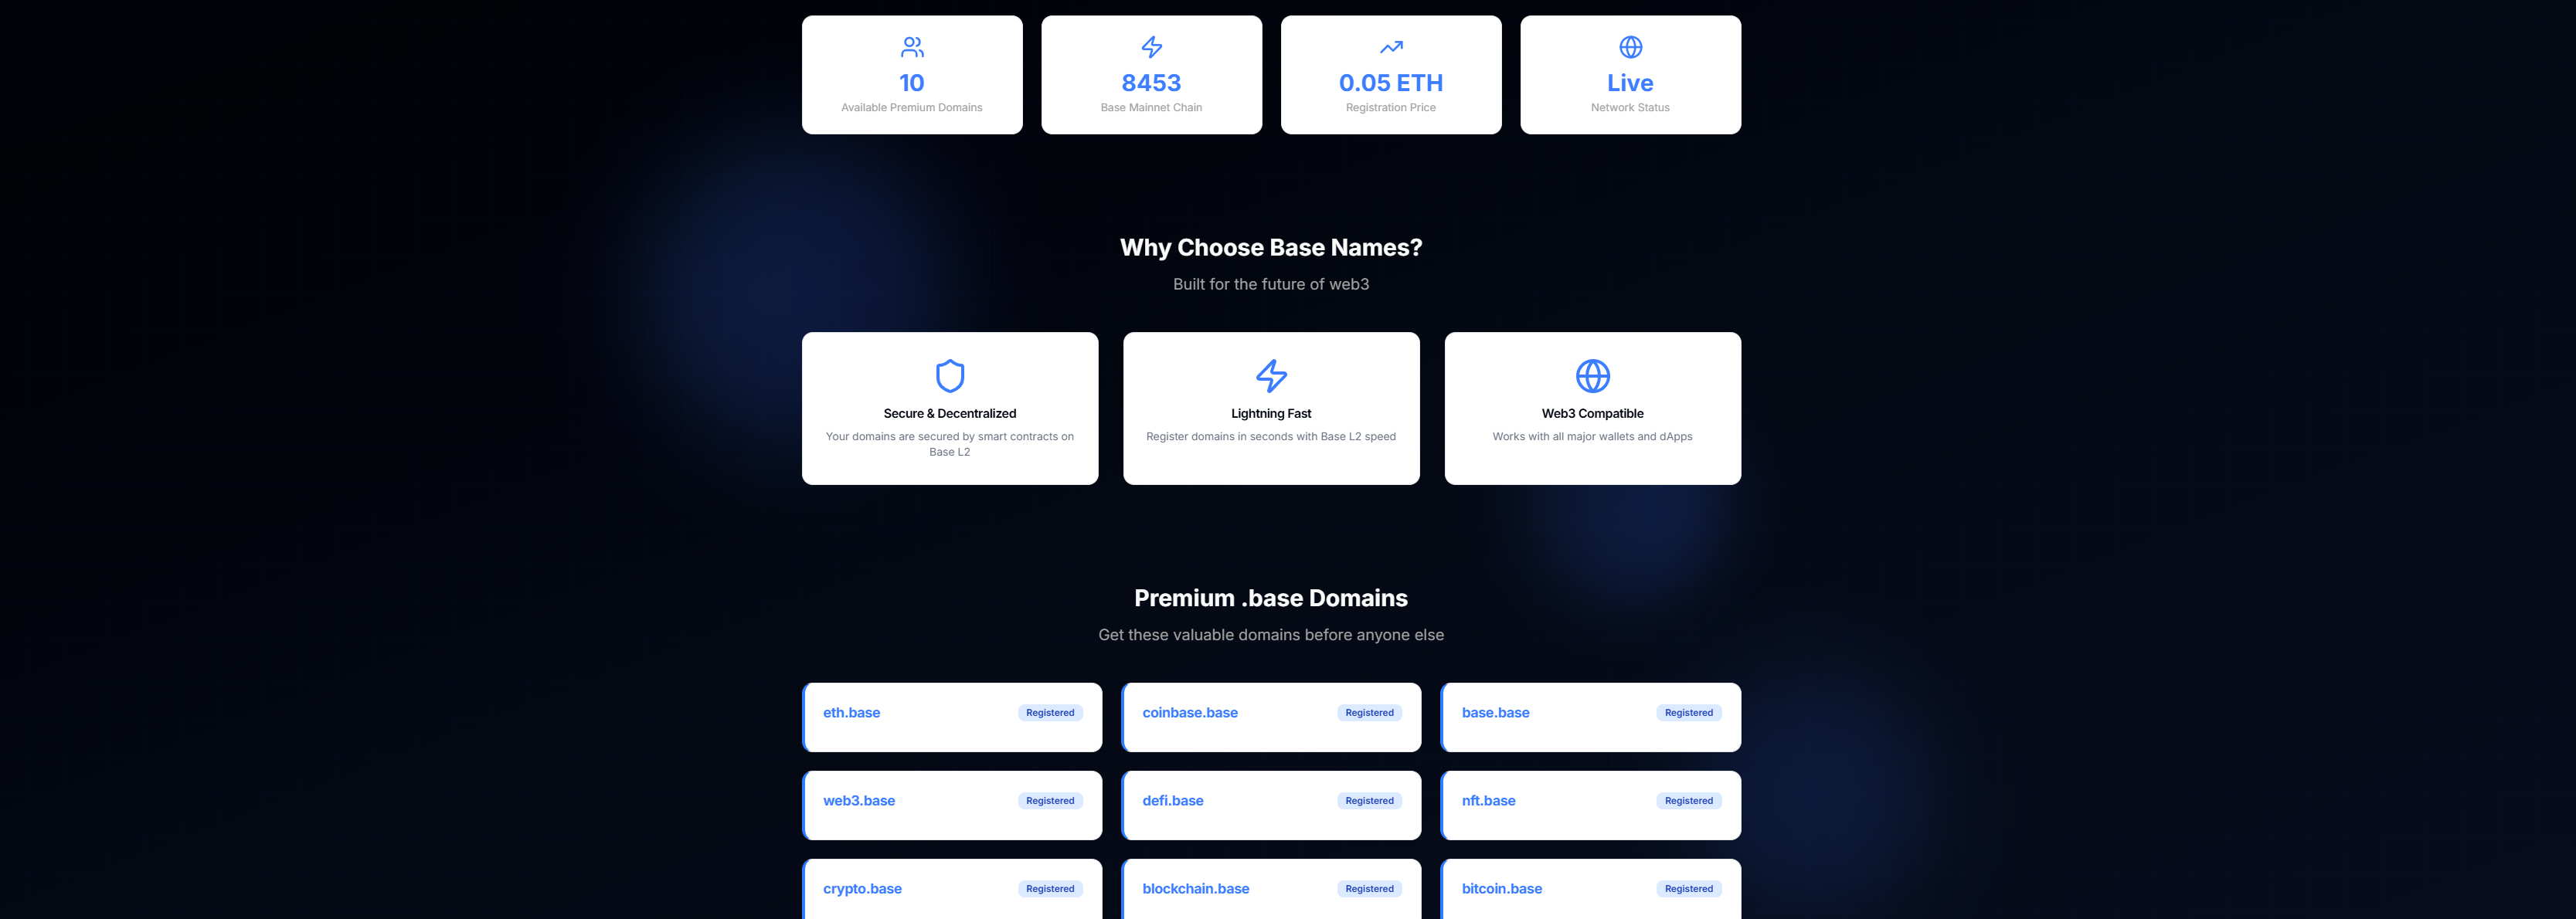 10
Available Premium Domains
8453
Base Mainnet Chain
0.05 ETH
Registration Price
Live
Network Status
Why Choose Base Names?
Built for the future of web3
Secure & Decentralized
Your domains are secured by smart contracts on
Base L2
Lightning Fast
Register domains in seconds with Base L2 speed
Web3 Compatible
Works with all major wallets and dApps
Premium .base Domains
Get these valuable domains before anyone else
eth.base
Registered
coinbase.base
Registered
base.base
Registered
web3.base
Registered
defi.base
Registered
nft.base
Registered
crypto.base
Registered
blockchain.base
Registered
bitcoin.base
Registered